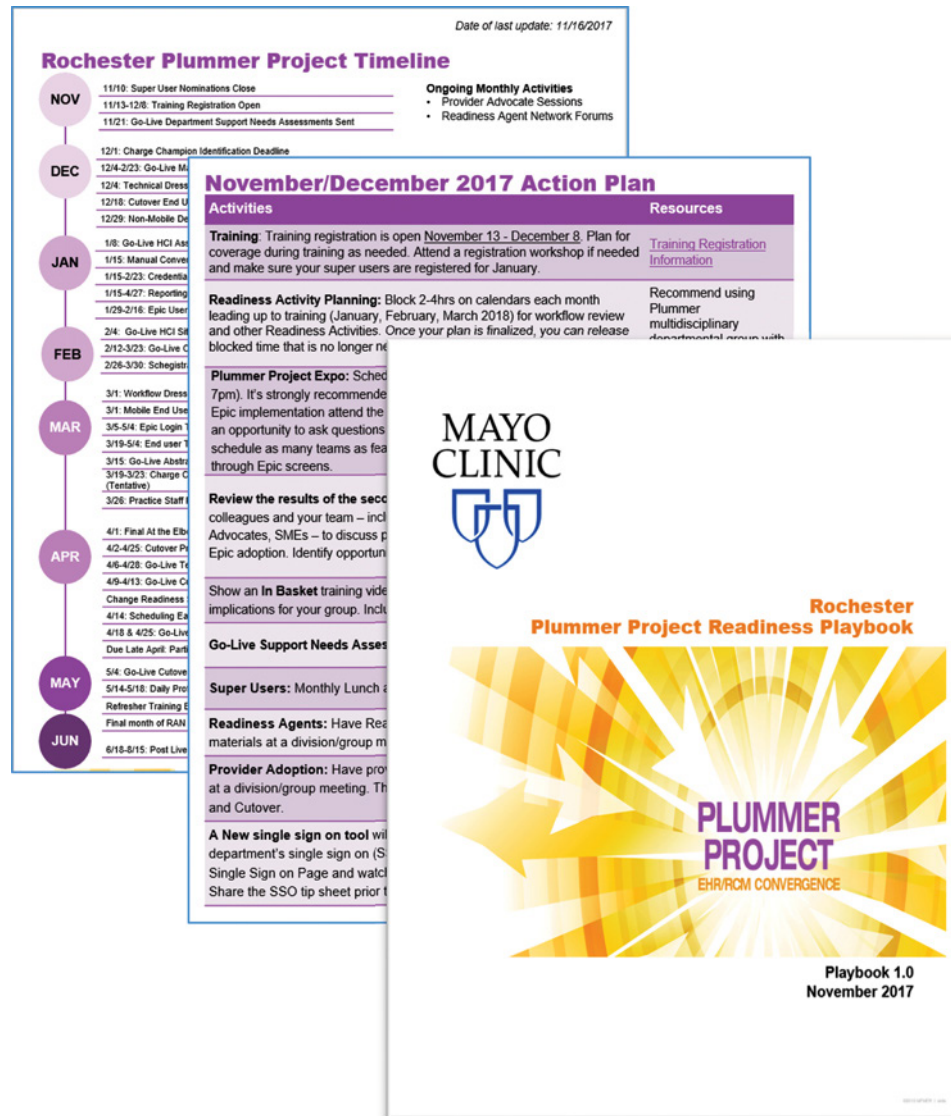 Date of last update: 11/16/2017
Rochester Plummer Project Timeline
NOV
11/10: Super User Nominations Close
11/13-12/8: Training Registration Open
11/21: Go-Live Department Support Needs Assessments Sent
Ongoing Monthly Activities
• Provider Advocate Sessions
• Readiness Agent Network Forums
DEC
12/1: Charge Champion Identification Deadline
12/4-2/23: Go-Live
12/4: Technical Dress
12/18: Cutover End
12/29: Non-Mobile
JAN
1/8: Go-Live HCI
1/15: Manual
1/15-2/23:
1/15-4/27: Reporting
1/29-2/16: Epic User
FEB
2/4: Go-Live HCI
2/12-3/23: Go-Live
2/26-3/30:
MAR
3/1: Workflow Dress
3/1: Mobile End
3/5-5/4: Epic Login
3/19-5/4: End user
3/15: Go-Live
3/19-3/23: Charge
(Tentative)
3/26: Practice Staff
APR
4/1: Final At the
4/2-4/25: Cutover
4/6-4/28: Go-Live
4/9-4/13: Go-Live
Change Readiness
4/14: Scheduling
4/18 & 4/25:
Due Late April:
MAY
5/4: Go-Live
5/14-5/18: Daily
Refresher Training
Final month of RAN
JUN
6/18-8/15: Post Live
November/December 2017 Action Plan
Activities Resources
Training: Training registration is open November 13 - December 8. Plan for
coverage during training as needed. Attend a registration workshop if needed
and make sure your super users are registered for January.
Training Registration
Information
Readiness Activity Planning: Block 2-4hrs on calendars each month
leading up to training (January, February, March 2018) for workflow review
and other Readiness Activities. Once your plan is finalized, you can release
blocked time that is no longer
Recommend using
Plummer
multidisciplinary
departmental group with
Plummer Project Expo: Sched
7pm). It's strongly recommende
Epic implementation attend the
an opportunity to ask questions
schedule as many teams as fea
through Epic screens.
Review the results of the seco
colleagues and your team – incl
Advocates, SMEs – to discuss p
Epic adoption. Identify opportun
Show an In Basket training vide
implications for your group. Inclu
Go-Live Support Needs Asses
Super Users: Monthly Lunch a
Readiness Agents: Have Rea
materials at a division/group m
Provider Adoption: Have prov
at a division/group meeting. Th
and Cutover.
A New single sign on tool wil
department's single sign on (S
Single Sign on Page and watch
Share the SSO tip sheet prior t
MAYO
CLINIC
Rochester
Plummer Project Readiness Playbook
PLUMMER
PROJECT
EHR/RCM CONVERGENCE
Playbook 1.0
November 2017